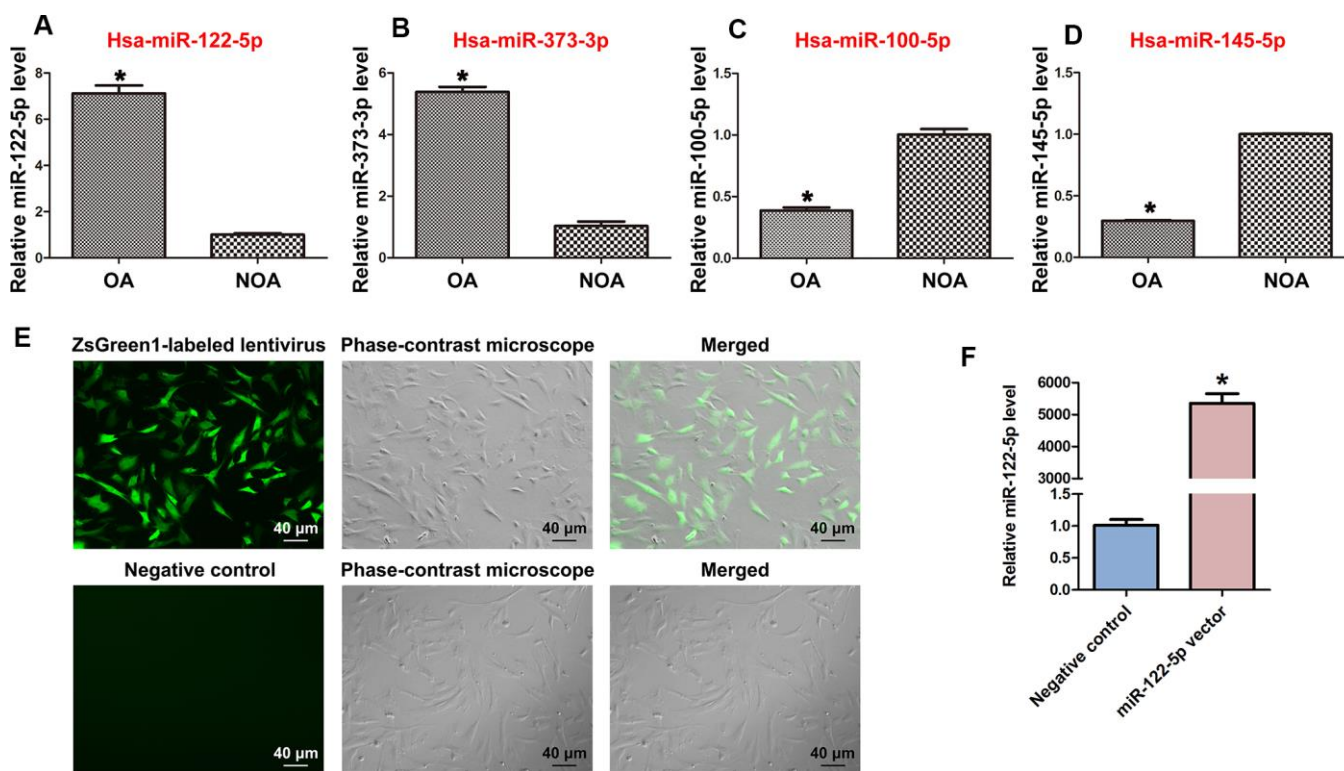 A
Hsa-miR-122-5p
Relative miR-122-5p level
8
6
4
2
0
*
OA
NOA
B
Hsa-miR-373-3p
Relative miR-373-3p level
6
4
2
0
*
OA
NOA
C
Hsa-miR-100-5p
Relative miR-100-5p level
1.5
1.0
0.5
0.0
*
OA
NOA
D
Hsa-miR-145-5p
Relative miR-145-5p level
1.5
1.0
0.5
0.0
*
OA
NOA
E
ZsGreen1-labeled lentivirus
Phase-contrast microscope
Merged
40 µm
40 µm
40 µm
Negative control
Phase-contrast microscope
Merged
40 µm
40 µm
40 µm
F
Relative miR-122-5p level
6000
5000
4000
3000
1.5
1.0
0.5
0.0
*
Negative control
miR-122-5p vector